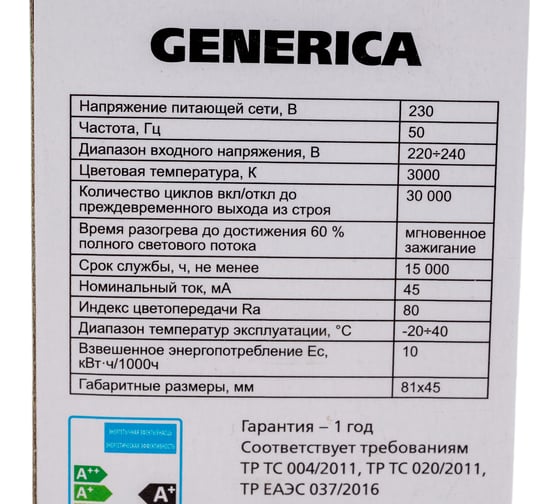 GENERICA
Напряжение питающей сети, В 230
Частота, Гц 50
Диапазон входного напряжения, В 220÷240
Цветовая температура, К 3000
Количество циклов вкл/откл до
преждевременного выхода из строя 30 000
Время разогрева до достижения 60 %
полного светового потока
мгновенное
зажигание
Срок службы, ч, не менее 15 000
Номинальный ток, мА 45
Индекс цветопередачи Ra 80
Диапазон температур эксплуатации, °С -20÷40
Взвешенное энергопотребление Ес,
кВт·ч/1000ч 10
Габаритные размеры, мм 81х45
ЭНЕРГЕТИЧЕСКАЯ ЭФФЕКТИВНОСТЬ
A++
A+
A+
Гарантия – 1 год
Соответствует требованиям
ТР ТС 004/2011, ТР ТС 020/2011,
ТР ЕАЭС 037/2016